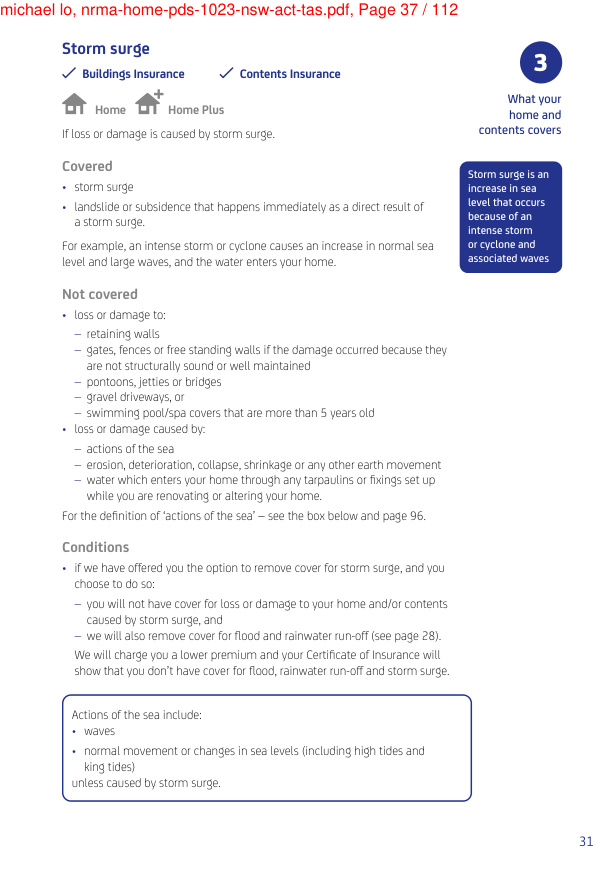 michael lo, nrma-home-pds-1023-nsw-act-tas.pdf, Page 37 / 112
Storm surge
Buildings Insurance
Contents Insurance
Home
Home Plus
If loss or damage is caused by storm surge.
3
What your
home and
contents covers
Storm surge is an
increase in sea
level that occurs
because of an
intense storm
or cyclone and
associated waves
Covered
• storm surge
• landslide or subsidence that happens immediately as a direct result of
a storm surge.
For example, an intense storm or cyclone causes an increase in normal sea
level and large waves, and the water enters your home.
Not covered
• loss or damage to:
– retaining walls
– gates, fences or free standing walls if the damage occurred because they
are not structurally sound or well maintained
– pontoons, jetties or bridges
– gravel driveways, or
– swimming pool/spa covers that are more than 5 years old
• loss or damage caused by:
– actions of the sea
– erosion, deterioration, collapse, shrinkage or any other earth movement
– water which enters your home through any tarpaulins or fixings set up
while you are renovating or altering your home.
For the definition of ‘actions of the sea’ – see the box below and page 96.
Conditions
• if we have offered you the option to remove cover for storm surge, and you
choose to do so:
– you will not have cover for loss or damage to your home and/or contents
caused by storm surge, and
– we will also remove cover for flood and rainwater run-off (see page 28).
We will charge you a lower premium and your Certificate of Insurance will
show that you don’t have cover for flood, rainwater run-off and storm surge.
Actions of the sea include:
• waves
• normal movement or changes in sea levels (including high tides and
king tides)
unless caused by storm surge.
31